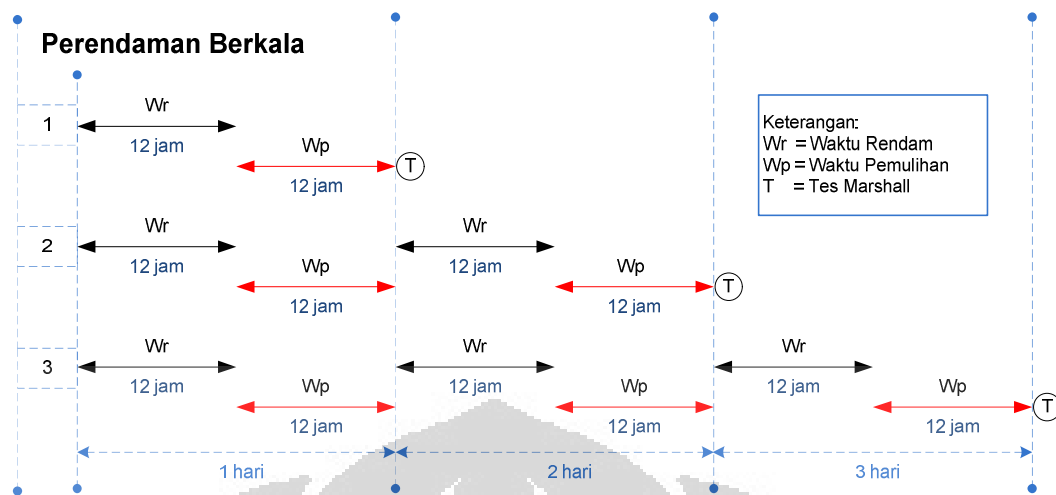 Perendaman Berkala
1
Wr
12 jam
Wp
12 jam
T
Keterangan:
Wr = Waktu Rendam
Wp = Waktu Pemulihan
T = Tes Marshall
2
Wr
12 jam
Wp
12 jam
Wr
12 jam
Wp
12 jam
T
3
Wr
12 jam
Wp
12 jam
Wr
12 jam
Wp
12 jam
Wr
12 jam
Wp
12 jam
T
1 hari
2 hari
3 hari